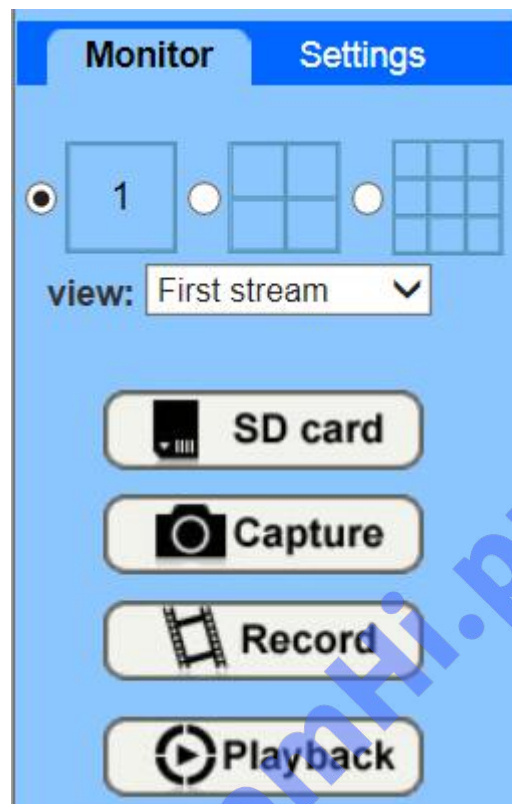 Monitor Settings
1
view: First stream
SD card
Capture
Record
Playback